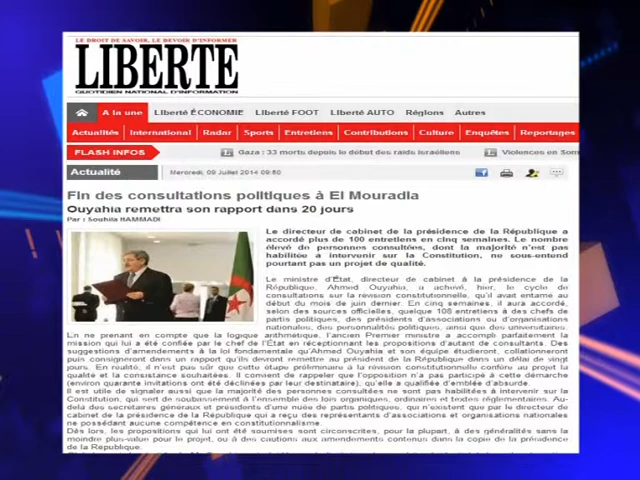 LE DROIT DE SAVOIR, LE DEVOIR D'INFORMER
LIBERTE
QUOTIDIEN NATIONAL D'INFORMATION
A la une Liberté ÉCONOMIE Liberté FOOT Liberté AUTO Régions Autres
Actualités International Radar Sports Entretiens Contributions Culture Enquêtes Reportages
FLASH INFOS Gaza : 33 morts depuis le début des raids israéliens Violences en Som
Actualité Mercredi, 09 Juillet 2014 09:50
Fin des consultations politiques à El Mouradia
Ouyahia remettra son rapport dans 20 jours
Par : Souhila HAMMADI
Le directeur de cabinet de la présidence de la République a
accordé plus de 100 entretiens en cinq semaines. Le nombre
élevé de personnes consultées, dont la majorité n'est pas
habilitée à intervenir sur la Constitution, ne sous-entend
pourtant pas un projet de qualité.
Le ministre d'État, directeur de cabinet à la présidence de la
République, Ahmed Ouyahia, a achevé, hier, le cycle de
consultations sur la révision constitutionnelle, qu'il avait entamé au
début du mois de juin dernier. En cinq semaines, il aura accordé,
selon des sources officielles, quelque 108 entretiens à des chefs de
partis politiques, des présidents d'associations ou d'organisations
nationales, des personnalités politiques, ainsi que des universitaires.
En ne prenant en compte que la logique arithmétique, l'ancien Premier ministre a accompli parfaitement la
mission qui lui a été confiée par le chef de l'État en réceptionnant les propositions d'autant de consultants. Des
suggestions d'amendements à la loi fondamentale qu'Ahmed Ouyahia et son équipe étudieront, collationneront
puis consigneront dans un rapport qu'ils devront remettre au président de la République dans un délai de vingt
jours. En réalité, il n'est pas sûr que cette étape préliminaire à la révision constitutionnelle confère au projet la
qualité et la consistance souhaitées. Il convient de rappeler que l'opposition n'a pas participé à cette démarche
(environ quarante invitations ont été déclinées par leur destinataire), qu'elle a qualifiée d'emblée d'absurde.
Il est utile de signaler aussi que la majorité des personnes consultées ne sont pas habilitées à intervenir sur la
Constitution, qui sert de soubassement à l'ensemble des lois organiques, ordinaires et textes réglementaires. Au-
delà des secrétaires généraux et présidents d'une nuée de partis politiques, qui n'existent que par le directeur de
cabinet de la présidence de la République qui a reçu des représentants d'associations et organisations nationales
ne possédant aucune compétence en constitutionnalisme.
Dès lors, les propositions qui lui ont été soumises sont circonscrites, pour la plupart, à des généralités sans la
moindre plus-value pour le projet, ou à des cautions aux amendements contenus dans la copie de la présidence
de la République.